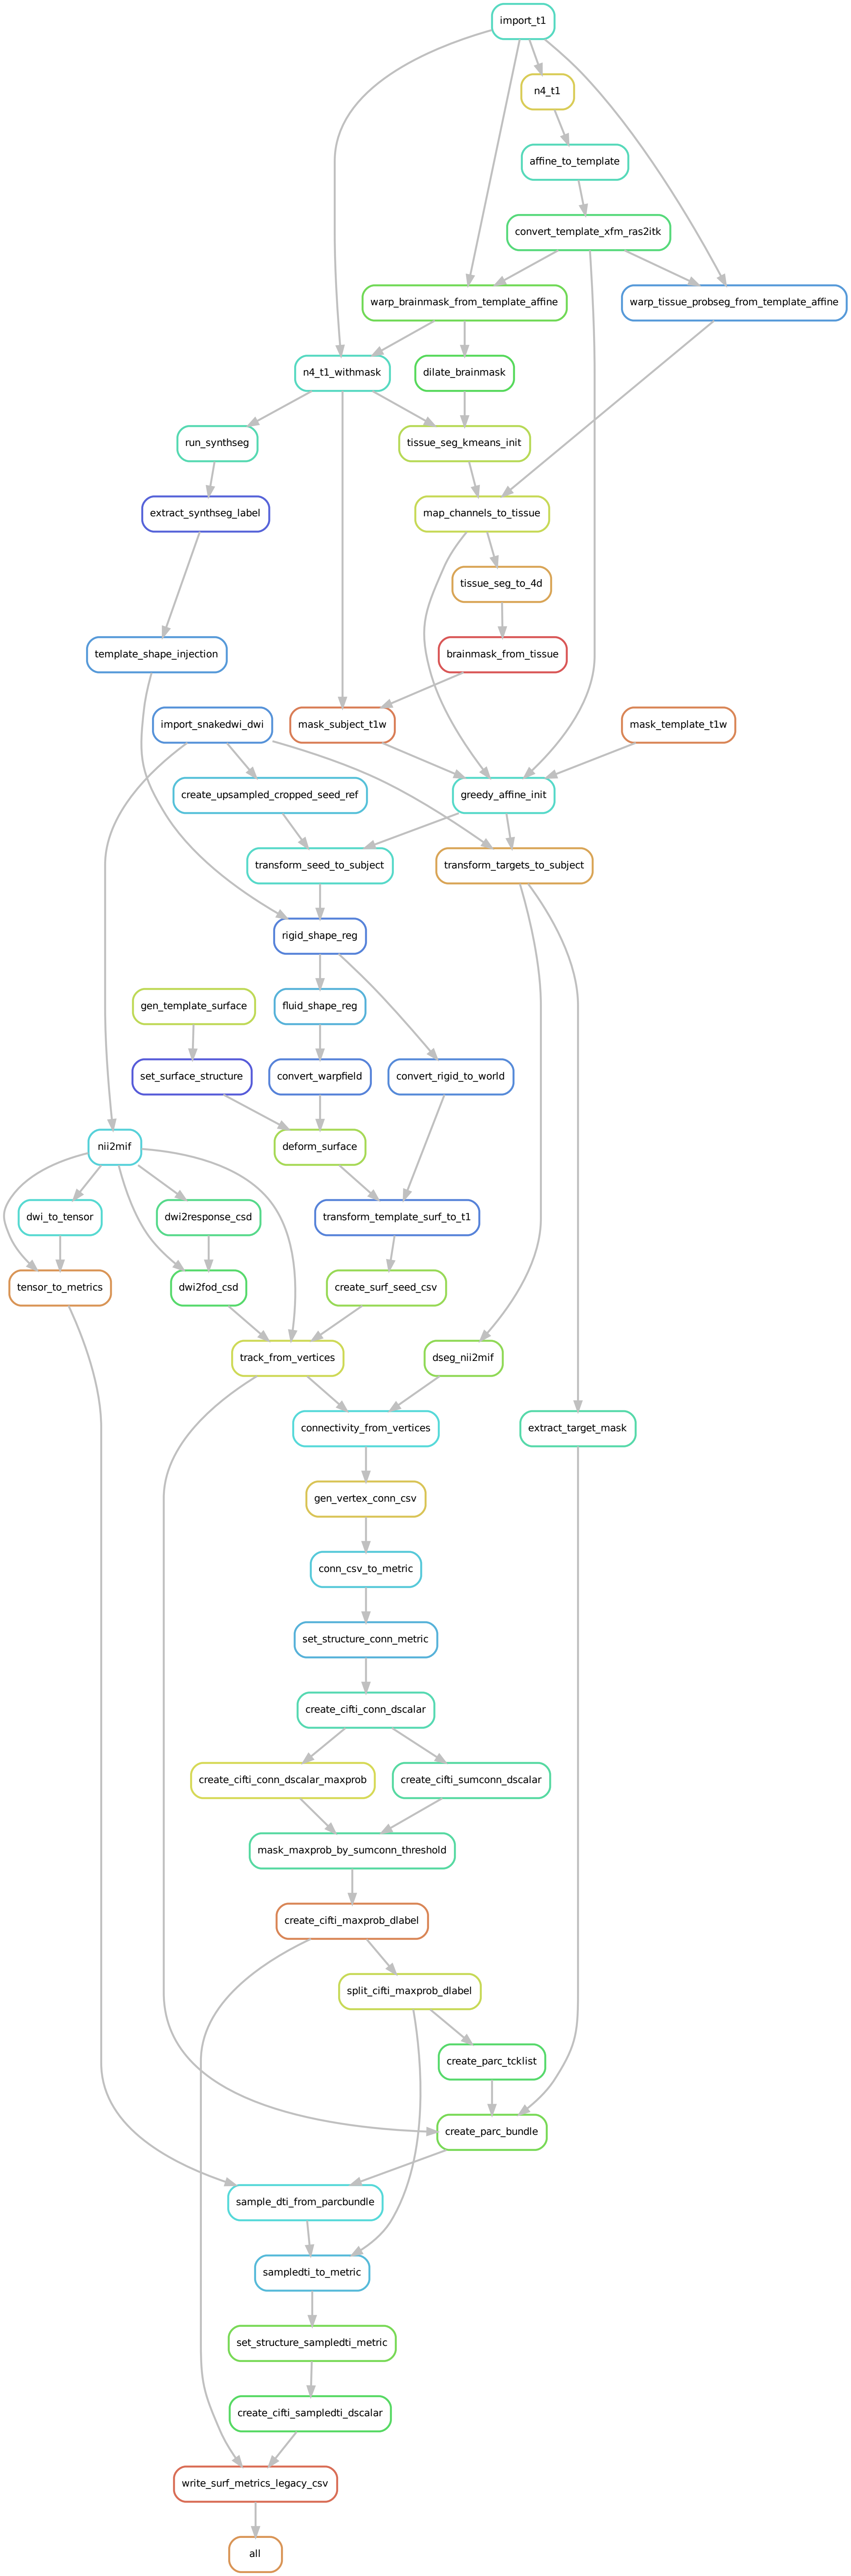 import_t1
n4_t1
affine_to_template
convert_template_xfm_ras2itk
warp_brainmask_from_template_affine
warp_tissue_probseg_from_template_affine
n4_t1_withmask
dilate_brainmask
run_synthseg
tissue_seg_kmeans_init
extract_synthseg_label
map_channels_to_tissue
tissue_seg_to_4d
template_shape_injection
brainmask_from_tissue
import_snakedwi_dwi
mask_subject_t1w
mask_template_t1w
create_upsampled_cropped_seed_ref
greedy_affine_init
transform_seed_to_subject
transform_targets_to_subject
rigid_shape_reg
gen_template_surface
fluid_shape_reg
set_surface_structure
convert_warpfield
convert_rigid_to_world
nii2mif
deform_surface
dwi_to_tensor
dwi2response_csd
transform_template_surf_to_t1
tensor_to_metrics
dwi2fod_csd
create_surf_seed_csv
track_from_vertices
dseg_nii2mif
connectivity_from_vertices
extract_target_mask
gen_vertex_conn_csv
conn_csv_to_metric
set_structure_conn_metric
create_cifti_conn_dscalar
create_cifti_conn_dscalar_maxprob
create_cifti_sumconn_dscalar
mask_maxprob_by_sumconn_threshold
create_cifti_maxprob_dlabel
split_cifti_maxprob_dlabel
create_parc_tcklist
create_parc_bundle
sample_dti_from_parcbundle
sampledti_to_metric
set_structure_sampledti_metric
create_cifti_sampledti_dscalar
write_surf_metrics_legacy_csv
all